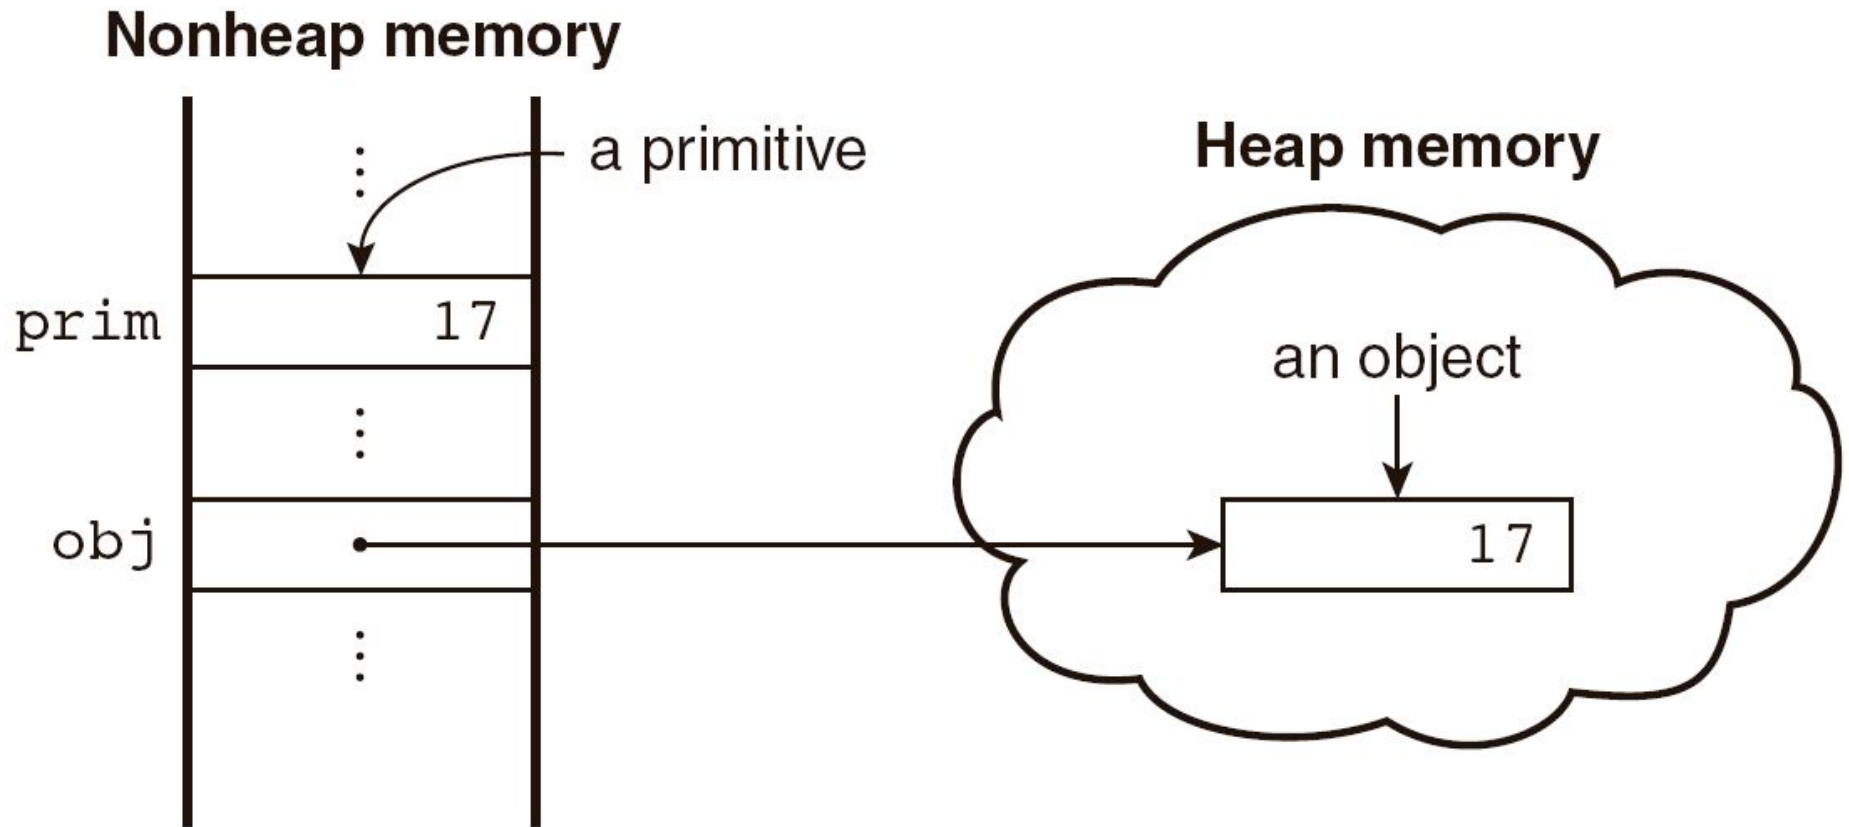 Nonheap memory
a primitive
Heap memory
prim
17
an object
obj
17